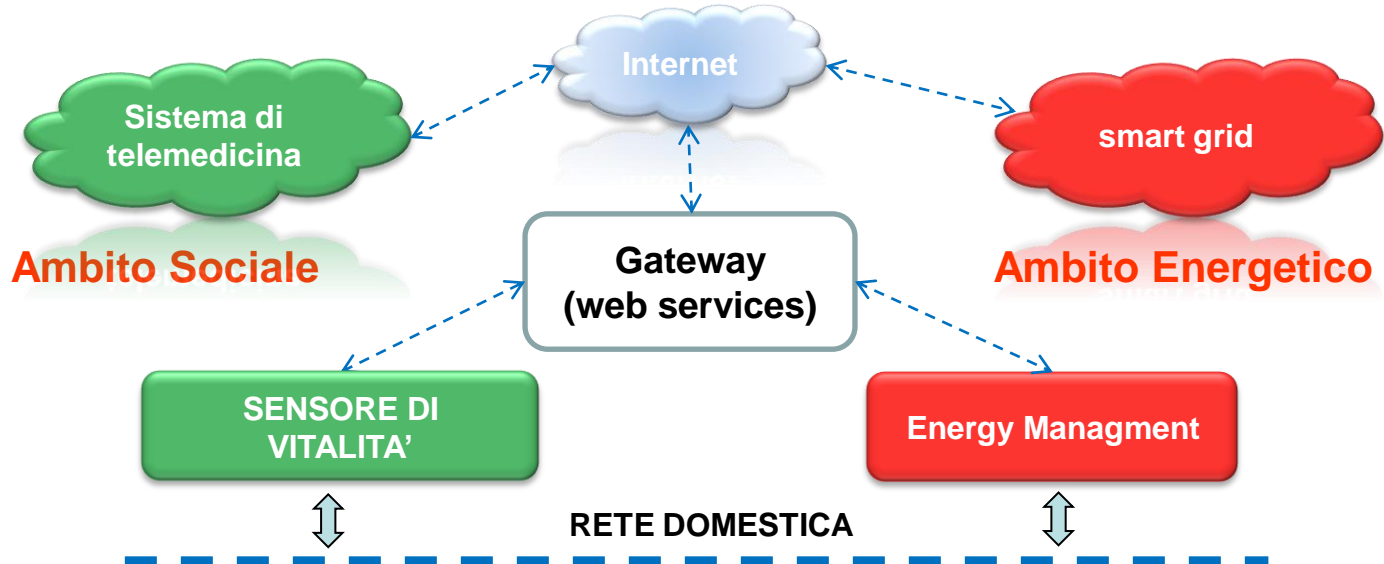 Internet
Sistema di
telemedicina
smart grid
Ambito Sociale
Gateway
(web services)
Ambito Energetico
SENSORE DI
VITALITA’
Energy Managment
RETE DOMESTICA